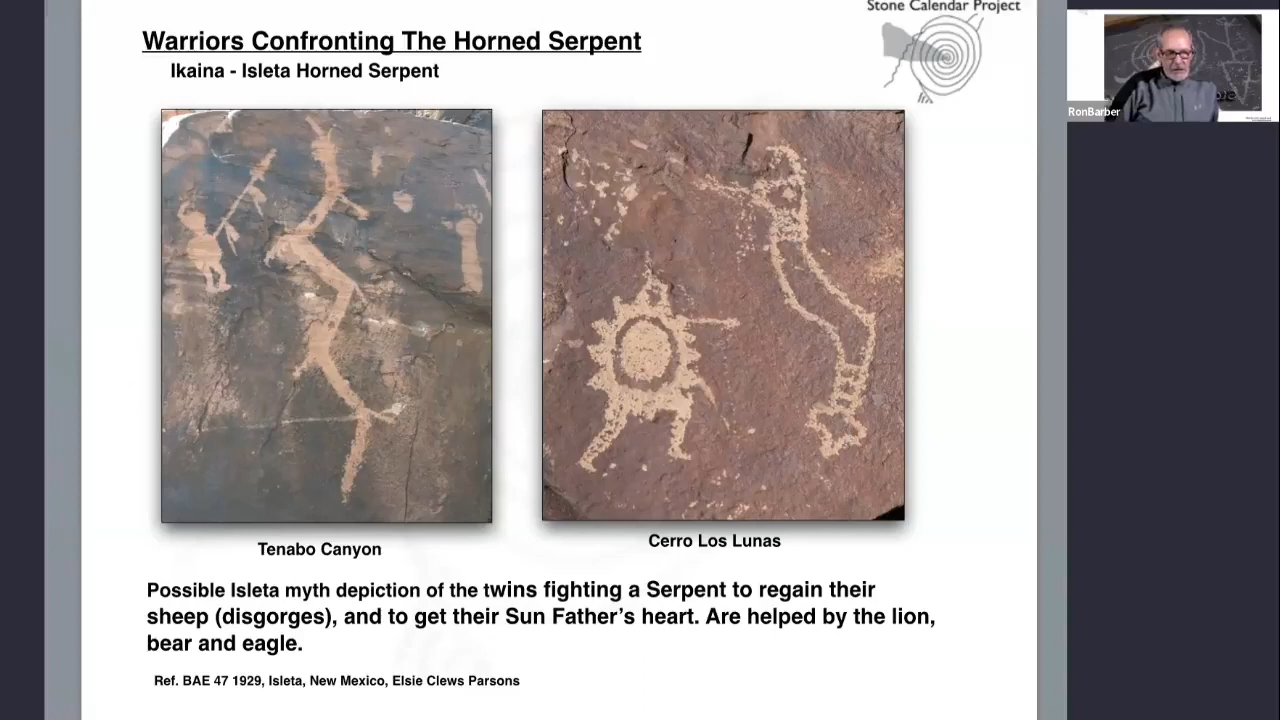 Stone Calendar Project
Warriors Confronting The Horned Serpent
Ikaina - Isleta Horned Serpent
RonBarber
Tenabo Canyon
Cerro Los Lunas
Possible Isleta myth depiction of the twins fighting a Serpent to regain their
sheep (disgorges), and to get their Sun Father’s heart. Are helped by the lion,
bear and eagle.
Ref. BAE 47 1929, Isleta, New Mexico, Elsie Clews Parsons